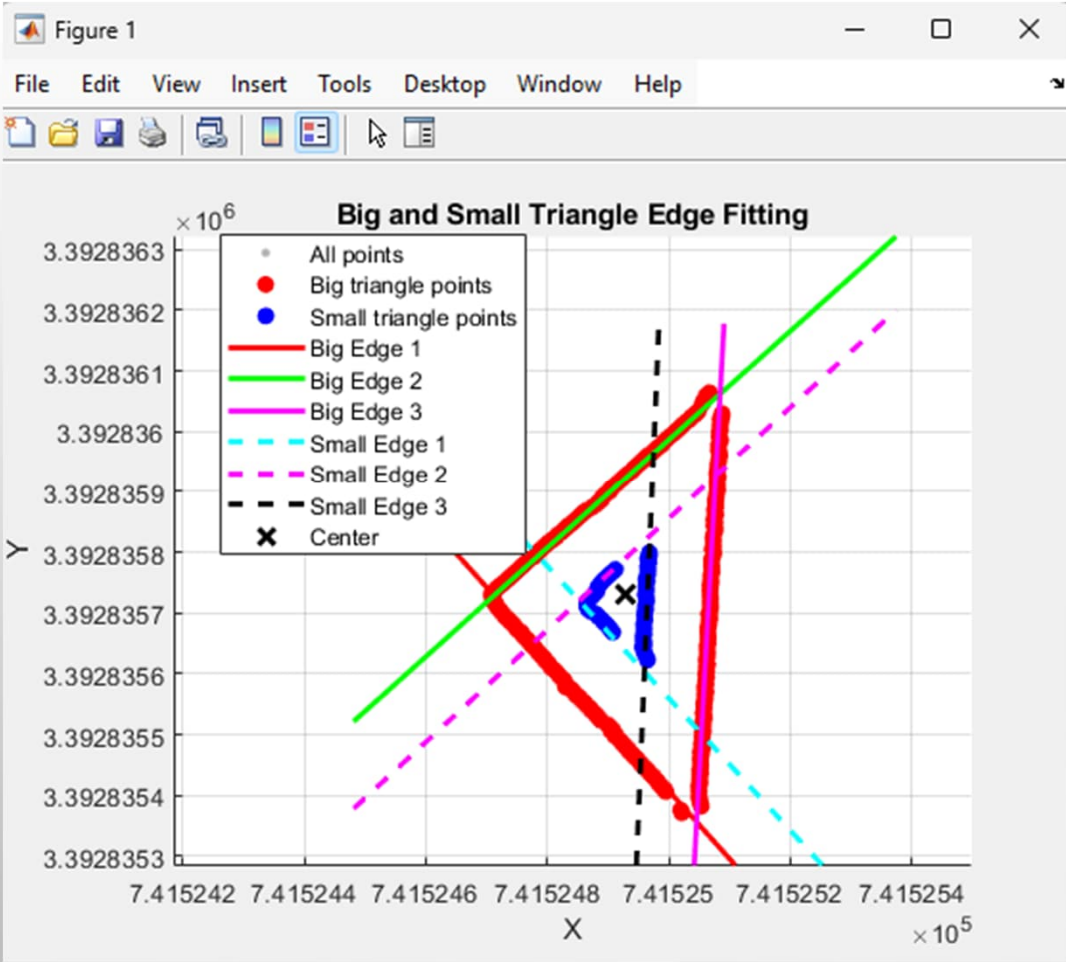 Figure 1
File Edit View Insert Tools Desktop Window Help
Big and Small Triangle Edge Fitting
×10^6
3.3928363
3.3928362
3.3928361
3.392836
3.3928359
3.3928358
3.3928357
3.3928356
3.3928355
3.3928354
3.3928353
Y
All points
Big triangle points
Small triangle points
Big Edge 1
Big Edge 2
Big Edge 3
Small Edge 1
Small Edge 2
Small Edge 3
Center
7.415242 7.415244 7.415246 7.415248 7.41525 7.415252 7.415254
X
×10^5